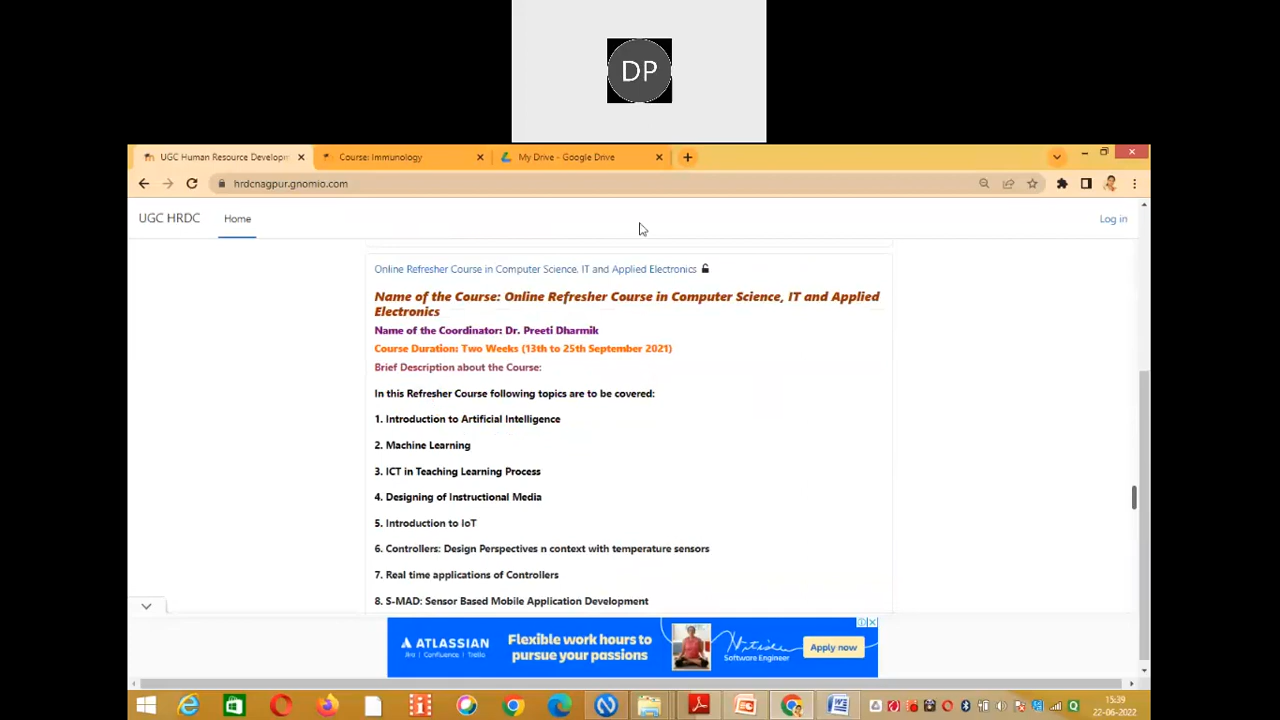 DP
UGC Human Resource Developm
Course: Immunology
My Drive - Google Drive
hrdcnagpur.gnomio.com
UGC HRDC
Home
Log in
Online Refresher Course in Computer Science, IT and Applied Electronics
Name of the Course: Online Refresher Course in Computer Science, IT and Applied
Electronics
Name of the Coordinator: Dr. Preeti Dharmik
Course Duration: Two Weeks (13th to 25th September 2021)
Brief Description about the Course:
In this Refresher Course following topics are to be covered:
1. Introduction to Artificial Intelligence
2. Machine Learning
3. ICT in Teaching Learning Process
4. Designing of Instructional Media
5. Introduction to IoT
6. Controllers: Design Perspectives n context with temperature sensors
7. Real time applications of Controllers
8. S-MAD: Sensor Based Mobile Application Development
ATLASSIAN
Jira | Confluence | Trello
Flexible work hours to
pursue your passions
Software Engineer
Apply now
15:39
22-06-2022